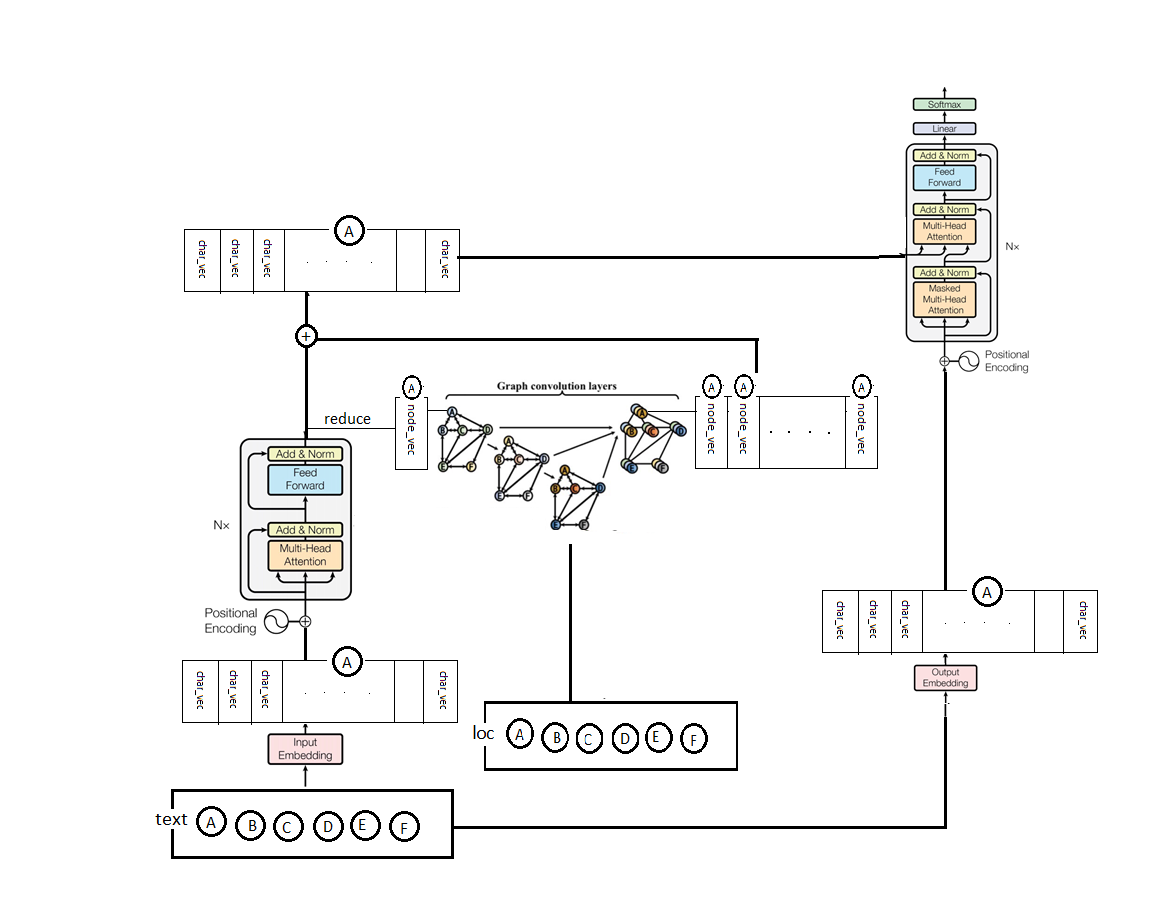 Softmax
Linear
Add & Norm
Feed
Forward
Add & Norm
Multi-Head
Attention
Nx
Add & Norm
Masked
Multi-Head
Attention
Positional
Encoding
A
char_vec
char_vec
char_vec
. . . .
char_vec
+
reduce
A
node_vec
Graph convolution layers
A
B
C
D
E
F
A
B
C
D
E
F
A
B
C
D
E
F
A
B
C
D
E
F
A
A
A
node_vec
node_vec
. . . .
node_vec
Add & Norm
Feed
Forward
Nx
Add & Norm
Multi-Head
Attention
Positional
Encoding
A
char_vec
char_vec
char_vec
. . . .
char_vec
Input
Embedding
A
char_vec
char_vec
char_vec
. . . .
char_vec
Output
Embedding
loc A B C D E F
text A B C D E F